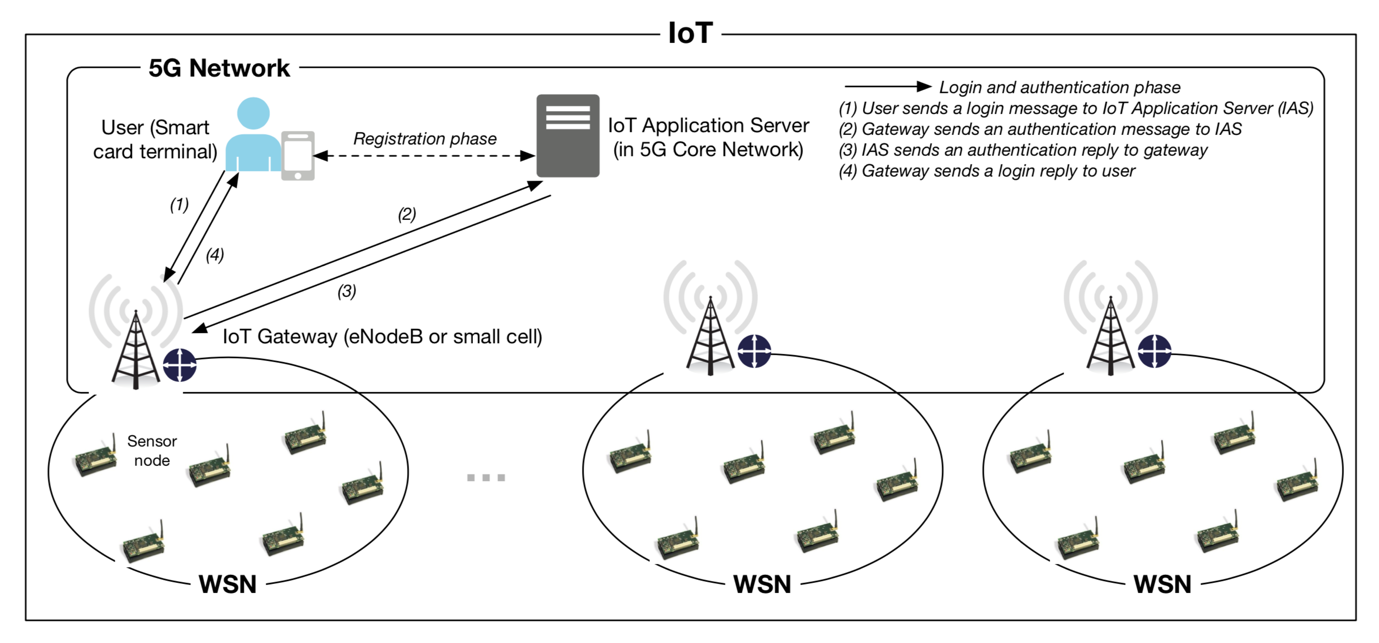 IoT
5G Network
User (Smart
card terminal)
Registration phase
IoT Application Server
(in 5G Core Network)
Login and authentication phase
(1) User sends a login message to IoT Application Server (IAS)
(2) Gateway sends an authentication message to IAS
(3) IAS sends an authentication reply to gateway
(4) Gateway sends a login reply to user
(1)
(2)
(4)
(3)
IoT Gateway (eNodeB or small cell)
Sensor
node
...
WSN
WSN
WSN